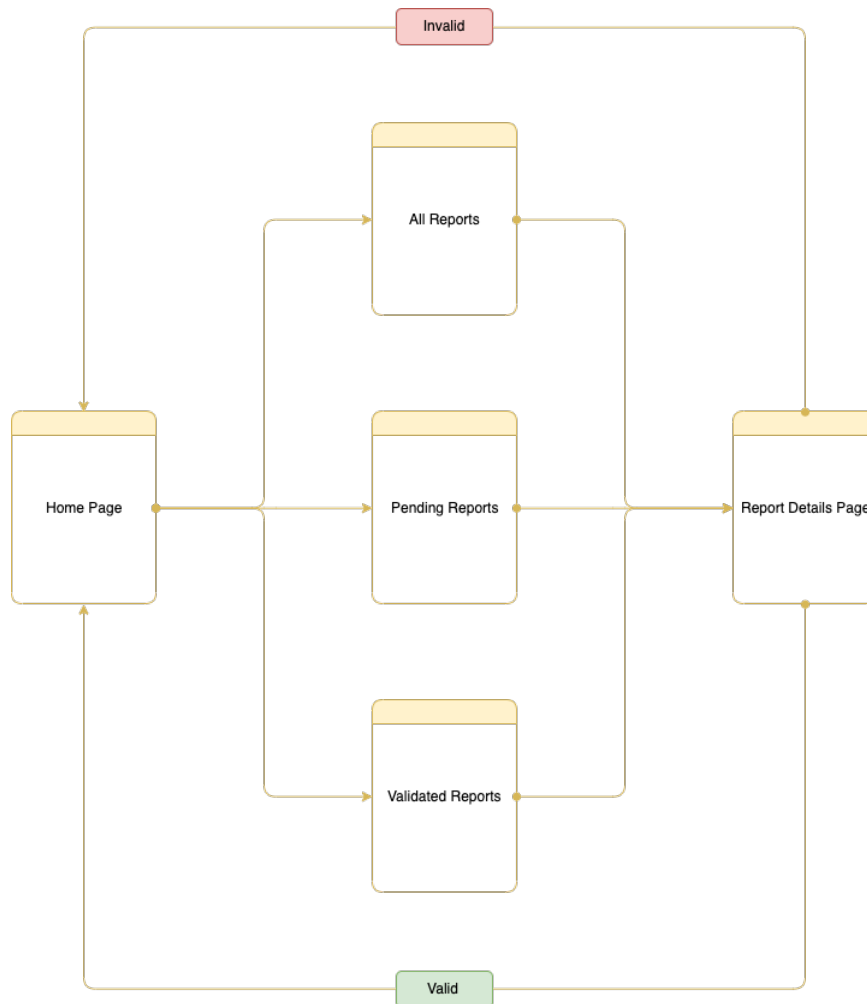 Invalid
All Reports
Home Page
Pending Reports
Report Details Page
Validated Reports
Valid